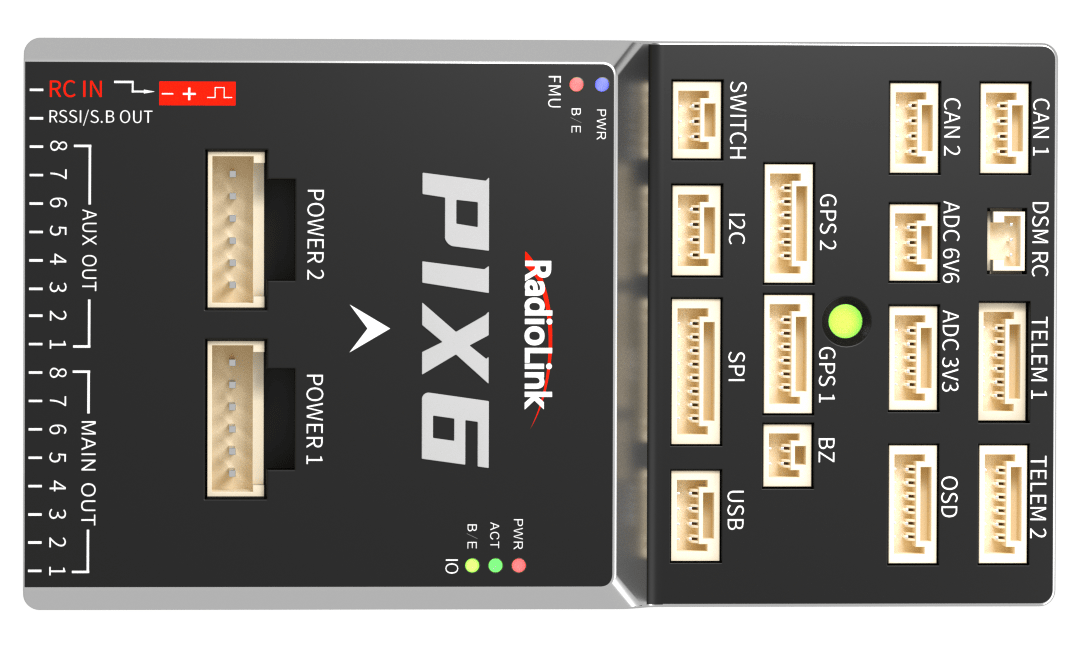 RC IN
− +
RSSI/S.B OUT
8
7
6
5
4
3
2
1
AUX OUT
8
7
6
5
4
3
2
1
MAIN OUT
POWER 2
POWER 1
FMU
B/E
PWR
PIX6
RadioLink
IO
B/E
ACT
PWR
SWITCH
I2C
SPI
USB
GPS 2
GPS 1
BZ
CAN 2
ADC 6V6
ADC 3V3
OSD
CAN 1
DSM RC
TELEM 1
TELEM 2